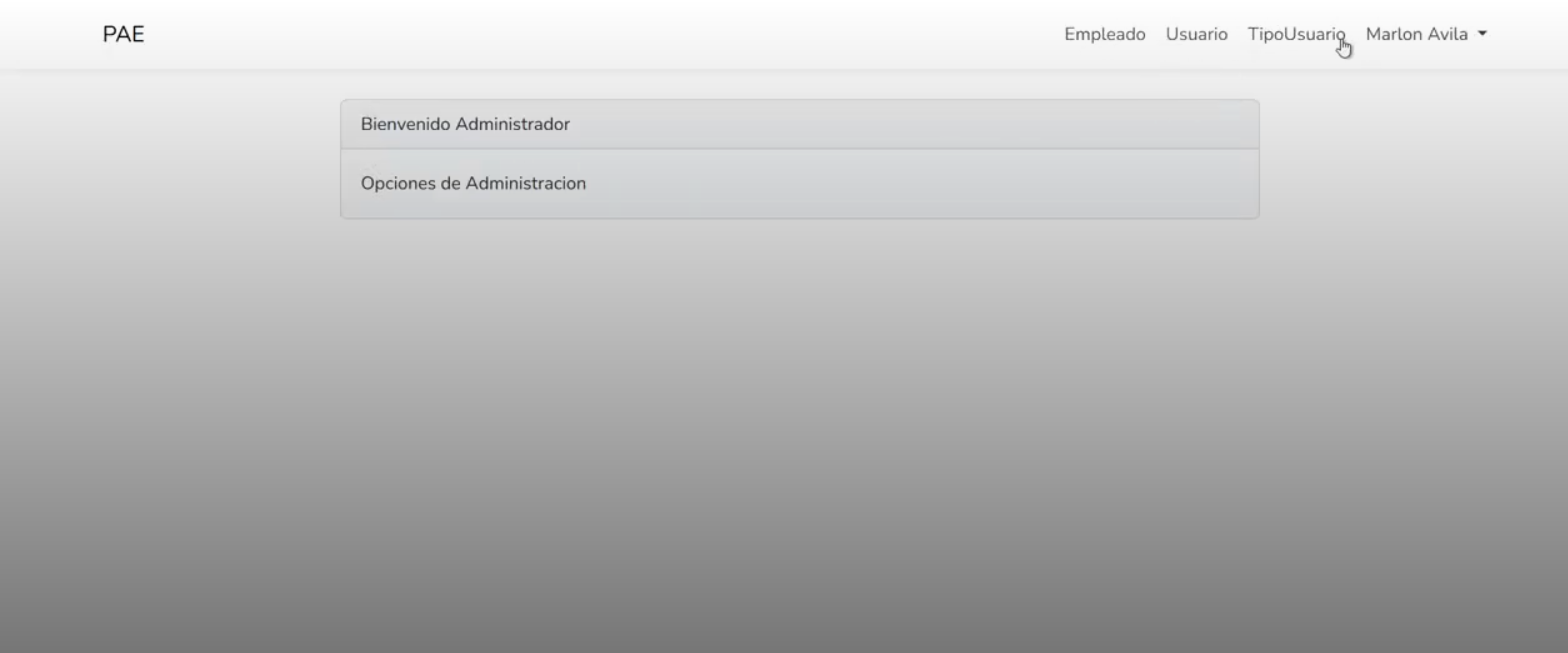 PAE
Empleado Usuario TipoUsuario Marlon Avila
Bienvenido Administrador
Opciones de Administracion